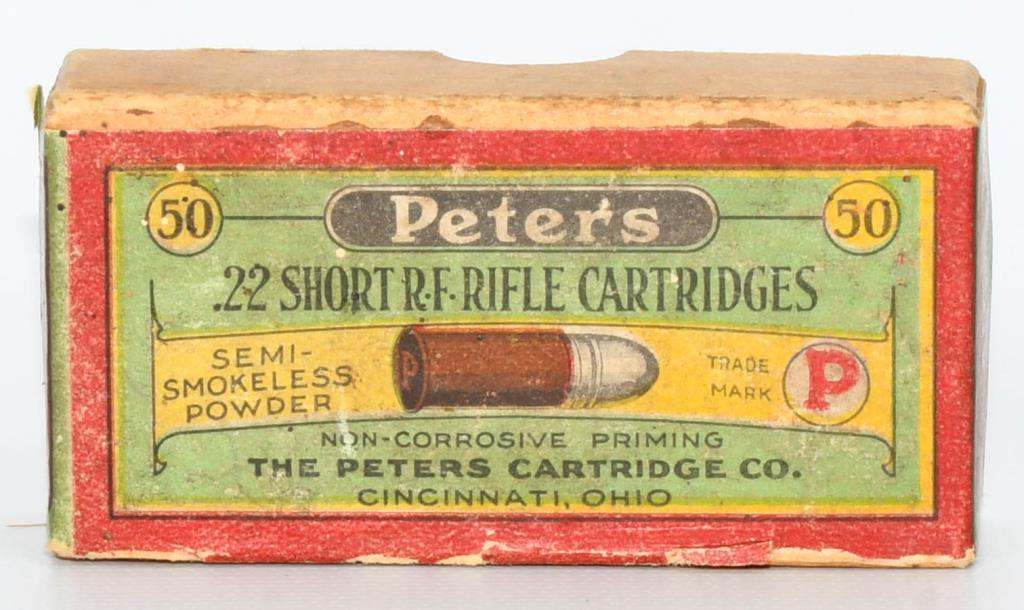 50 Peters 50
.22 SHORT R.F. RIFLE CARTRIDGES
SEMI-
SMOKELESS
POWDER
P
TRADE
MARK
P
NON-CORROSIVE PRIMING
THE PETERS CARTRIDGE CO.
CINCINNATI, OHIO